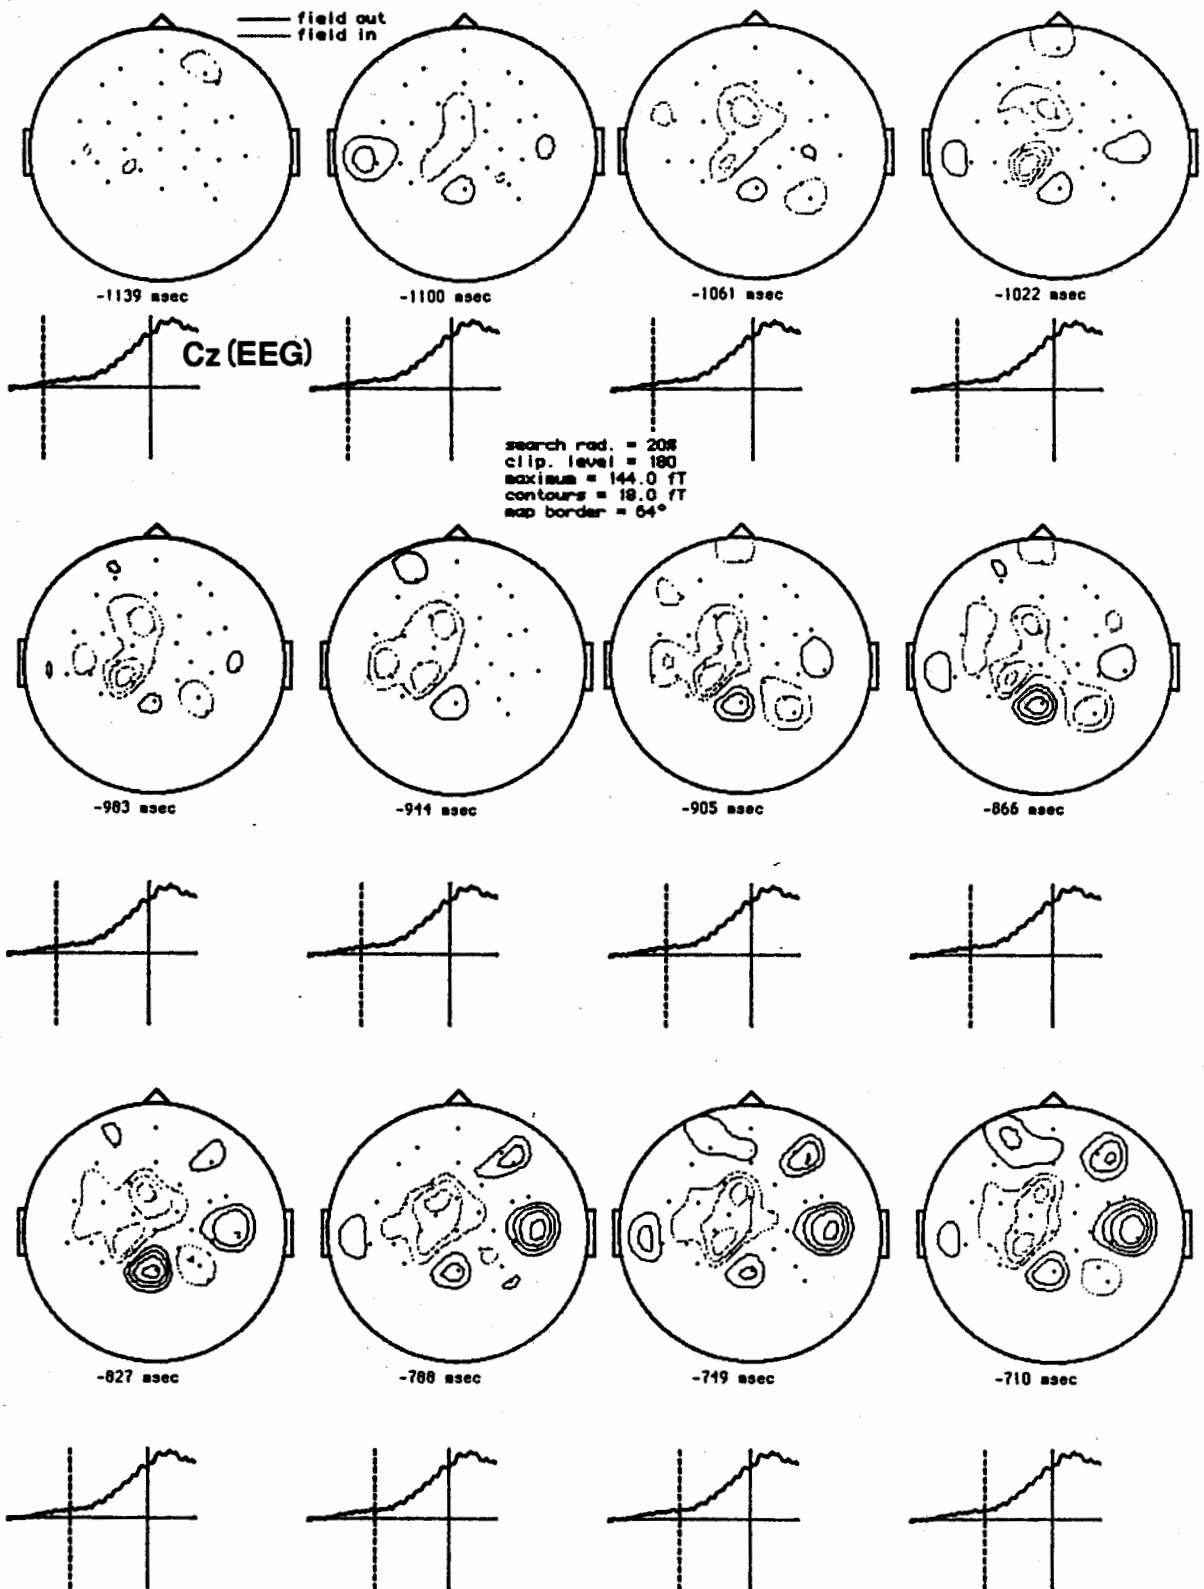 field out
field in
-1139 msec
-1100 msec
-1061 msec
-1022 msec
Cz (EEG)
search rad. = 20%
clip. level = 180
maximum = 144.0 fT
contours = 18.0 fT
map border = 64°
-983 msec
-944 msec
-905 msec
-866 msec
-827 msec
-788 msec
-749 msec
-710 msec